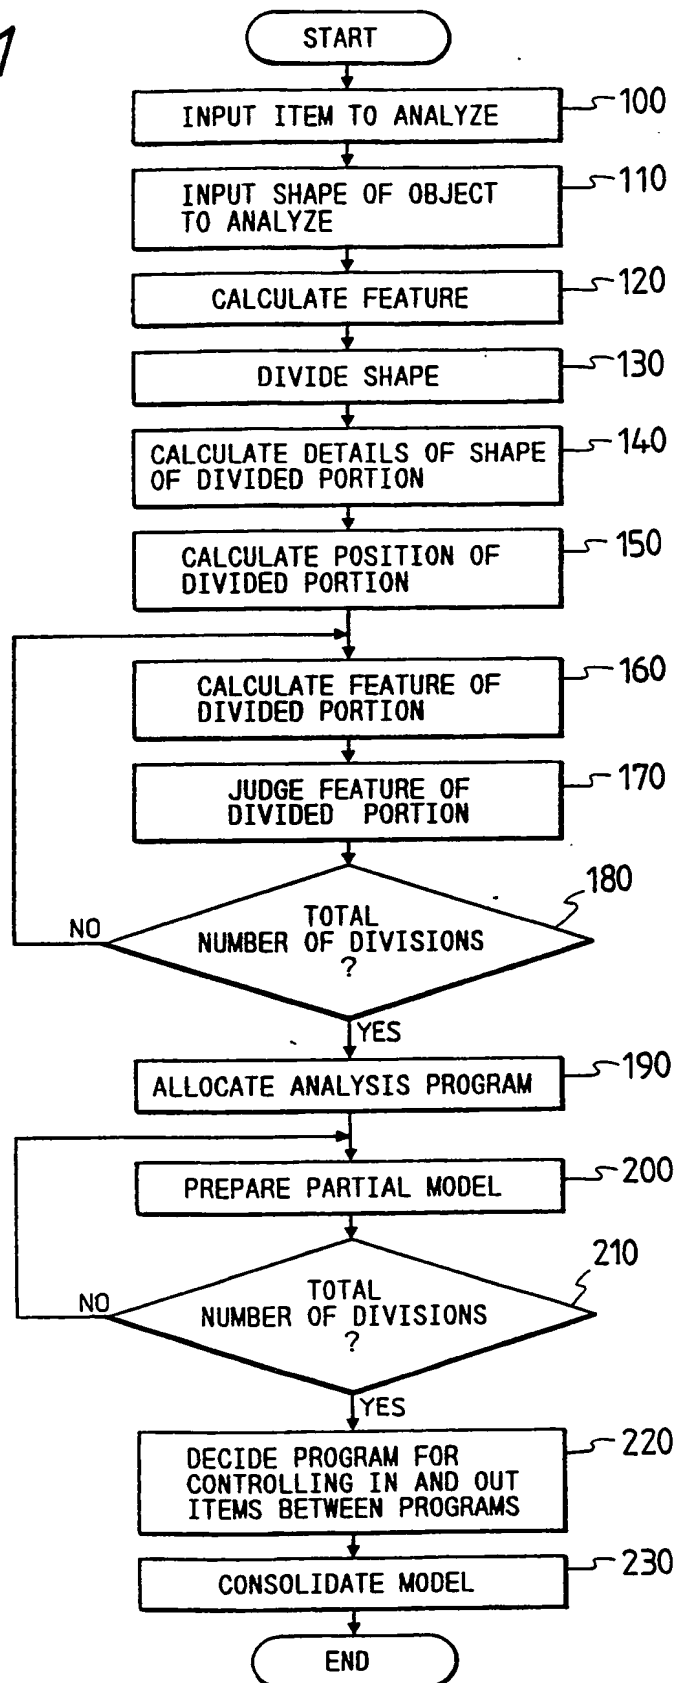 1
START
INPUT ITEM TO ANALYZE
100
INPUT SHAPE OF OBJECT
TO ANALYZE
110
CALCULATE FEATURE
120
DIVIDE SHAPE
130
CALCULATE DETAILS OF SHAPE
OF DIVIDED PORTION
140
CALCULATE POSITION OF
DIVIDED PORTION
150
CALCULATE FEATURE OF
DIVIDED PORTION
160
JUDGE FEATURE OF
DIVIDED PORTION
170
TOTAL
NUMBER OF DIVISIONS
?
180
NO
YES
ALLOCATE ANALYSIS PROGRAM
190
PREPARE PARTIAL MODEL
200
TOTAL
NUMBER OF DIVISIONS
?
210
NO
YES
DECIDE PROGRAM FOR
CONTROLLING IN AND OUT
ITEMS BETWEEN PROGRAMS
220
CONSOLIDATE MODEL
230
END